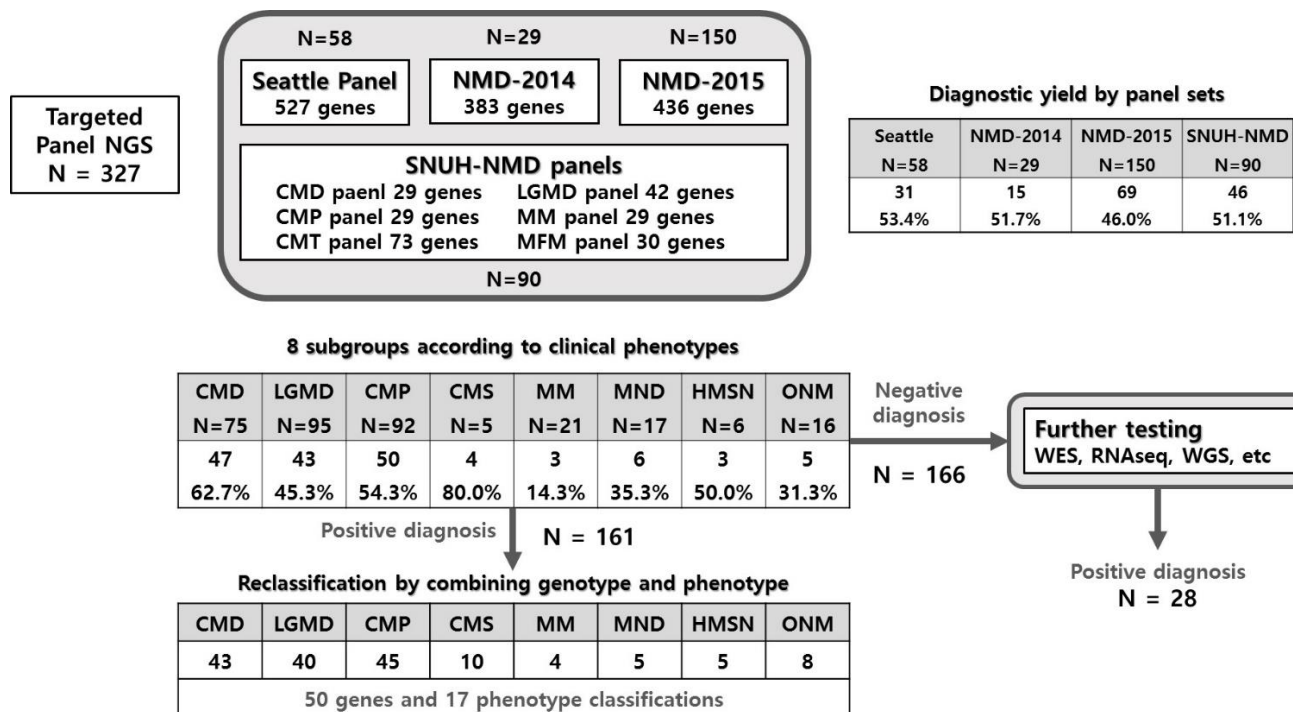 Targeted
Panel NGS
N = 327
N=58 N=29 N=150
Seattle Panel NMD-2014 NMD-2015
527 genes 383 genes 436 genes
SNUH-NMD panels
CMD paenl 29 genes LGMD panel 42 genes
CMP panel 29 genes MM panel 29 genes
CMT panel 73 genes MFM panel 30 genes
N=90
Diagnostic yield by panel sets
Seattle NMD-2014 NMD-2015 SNUH-NMD
N=58 N=29 N=150 N=90
31 15 69 46
53.4% 51.7% 46.0% 51.1%
8 subgroups according to clinical phenotypes
CMD LGMD CMP CMS MM MND HMSN ONM
N=75 N=95 N=92 N=5 N=21 N=17 N=6 N=16
47 43 50 4 3 6 3 5
62.7% 45.3% 54.3% 80.0% 14.3% 35.3% 50.0% 31.3%
Negative
diagnosis
N = 166
Further testing
WES, RNAseq, WGS, etc
Positive diagnosis
N = 28
Positive diagnosis N = 161
Reclassification by combining genotype and phenotype
CMD LGMD CMP CMS MM MND HMSN ONM
43 40 45 10 4 5 5 8
50 genes and 17 phenotype classifications